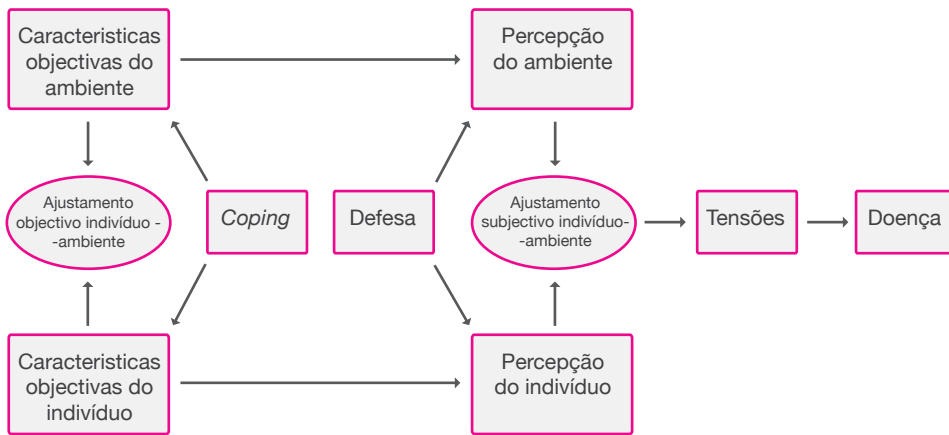 Caracteristicas
objectivas do
ambiente
Percepção
do ambiente
Ajustamento
objectivo indivíduo -
-ambiente
Coping
Defesa
Ajustamento
subjectivo indivíduo-
-ambiente
Tensões
Doença
Caracteristicas
objectivas do
indivíduo
Percepção
do indivíduo